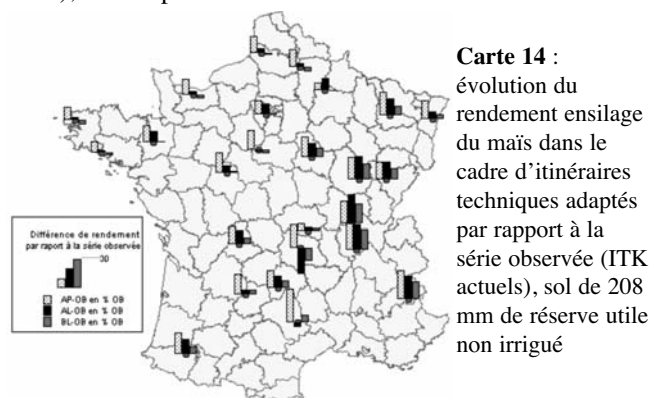 Carte 14 :
évolution du
rendement ensilage
du maïs dans le
cadre d’itinéraires
techniques adaptés
par rapport à la
série observée (ITK
actuels), sol de 208
mm de réserve utile
non irrigué
Différence de rendement
par rapport à la série observée
30
AP-OB en % OB
AL-OB en % OB
BL-OB en % OB